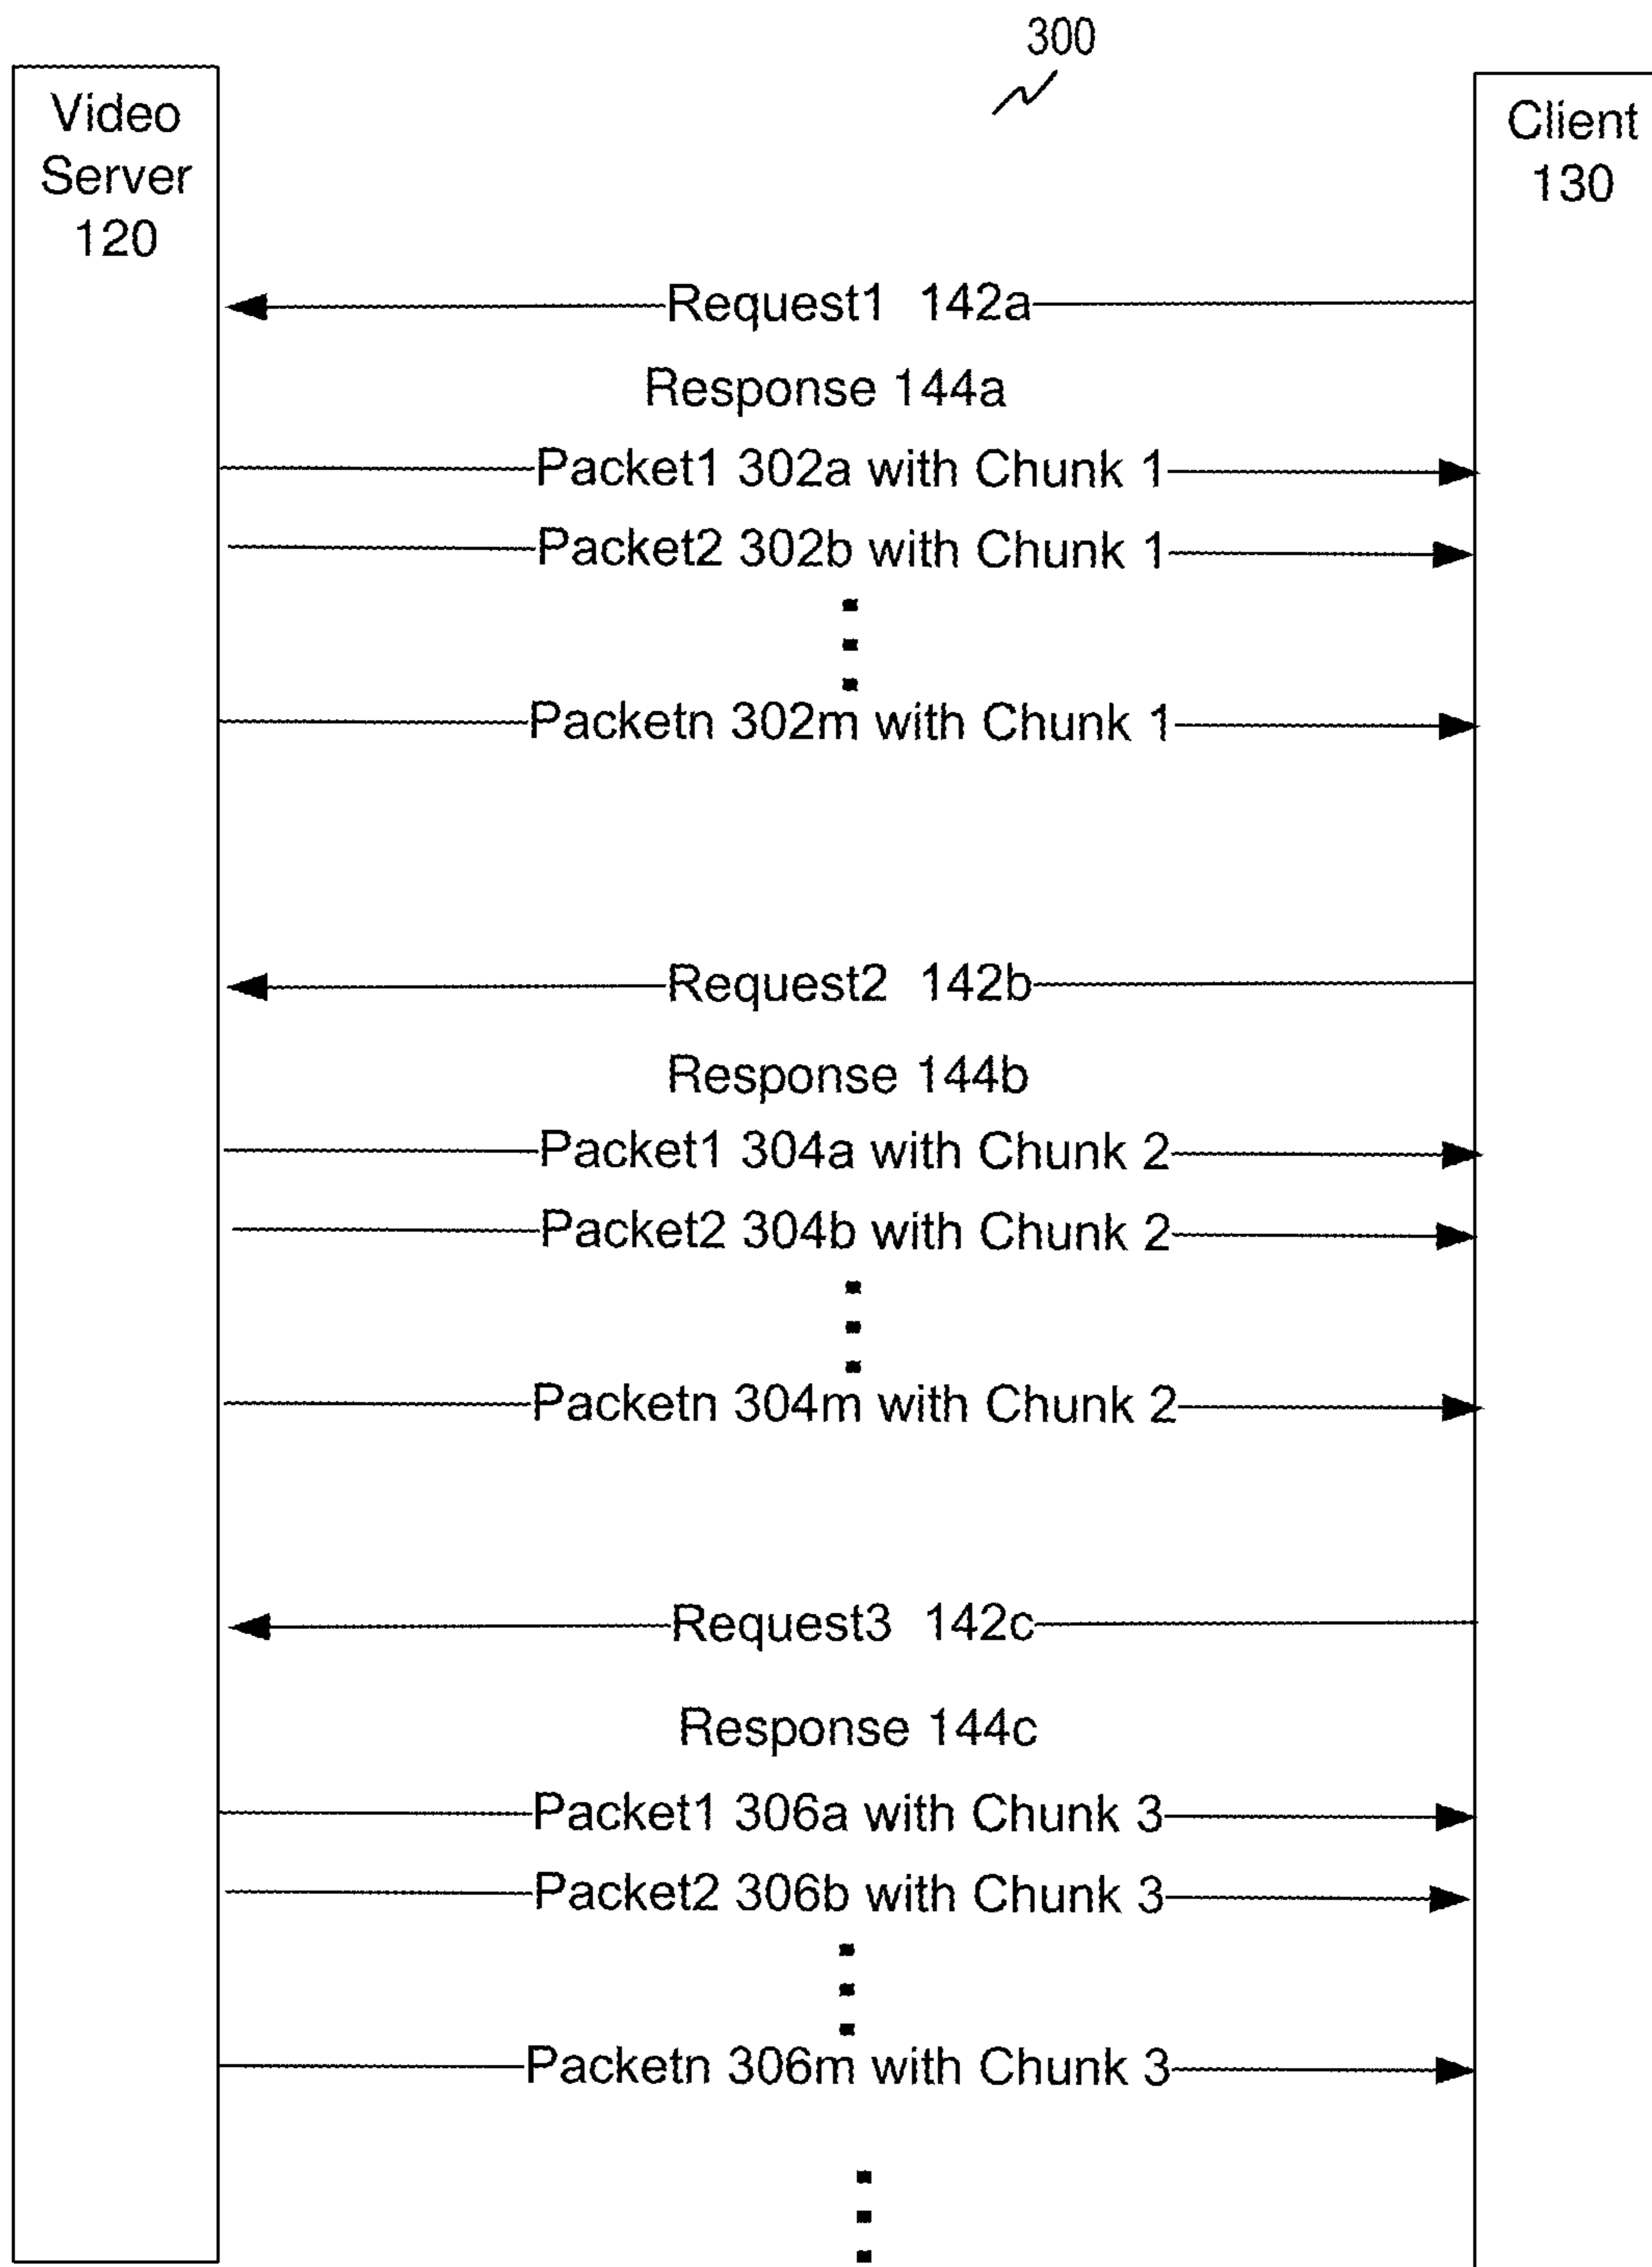 300
Video
Server
120
Client
130
Request1 142a
Response 144a
Packet1 302a with Chunk 1
Packet2 302b with Chunk 1
Packetn 302m with Chunk 1
Request2 142b
Response 144b
Packet1 304a with Chunk 2
Packet2 304b with Chunk 2
Packetn 304m with Chunk 2
Request3 142c
Response 144c
Packet1 306a with Chunk 3
Packet2 306b with Chunk 3
Packetn 306m with Chunk 3